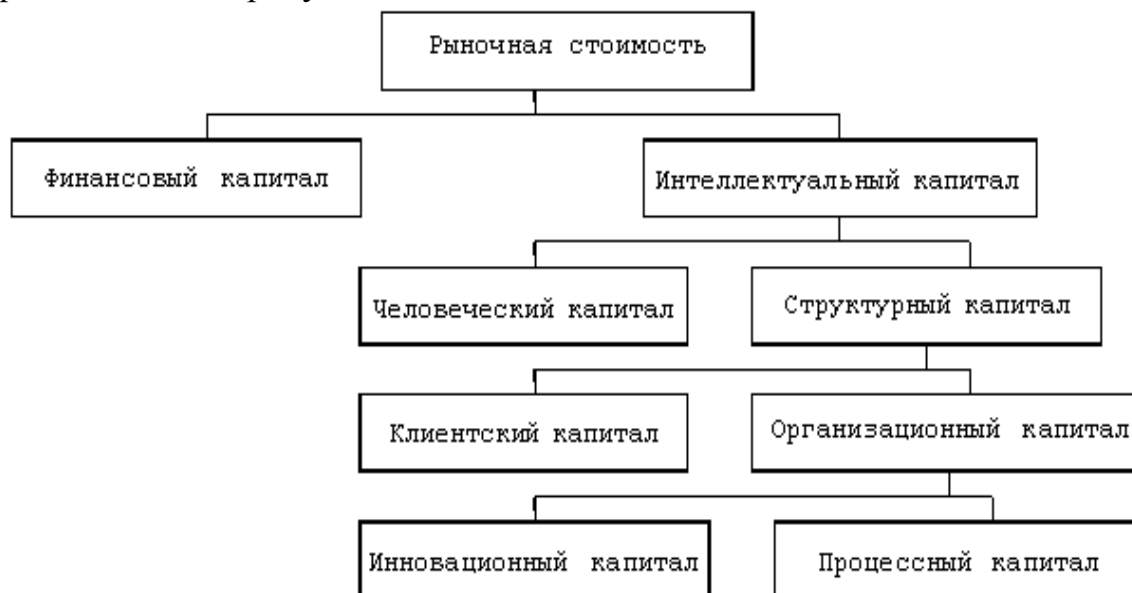 Рыночная стоимость
Финансовый капитал
Интеллектуальный капитал
Человеческий капитал
Структурный капитал
Клиентский капитал
Организационный капитал
Инновационный капитал
Процессный капитал